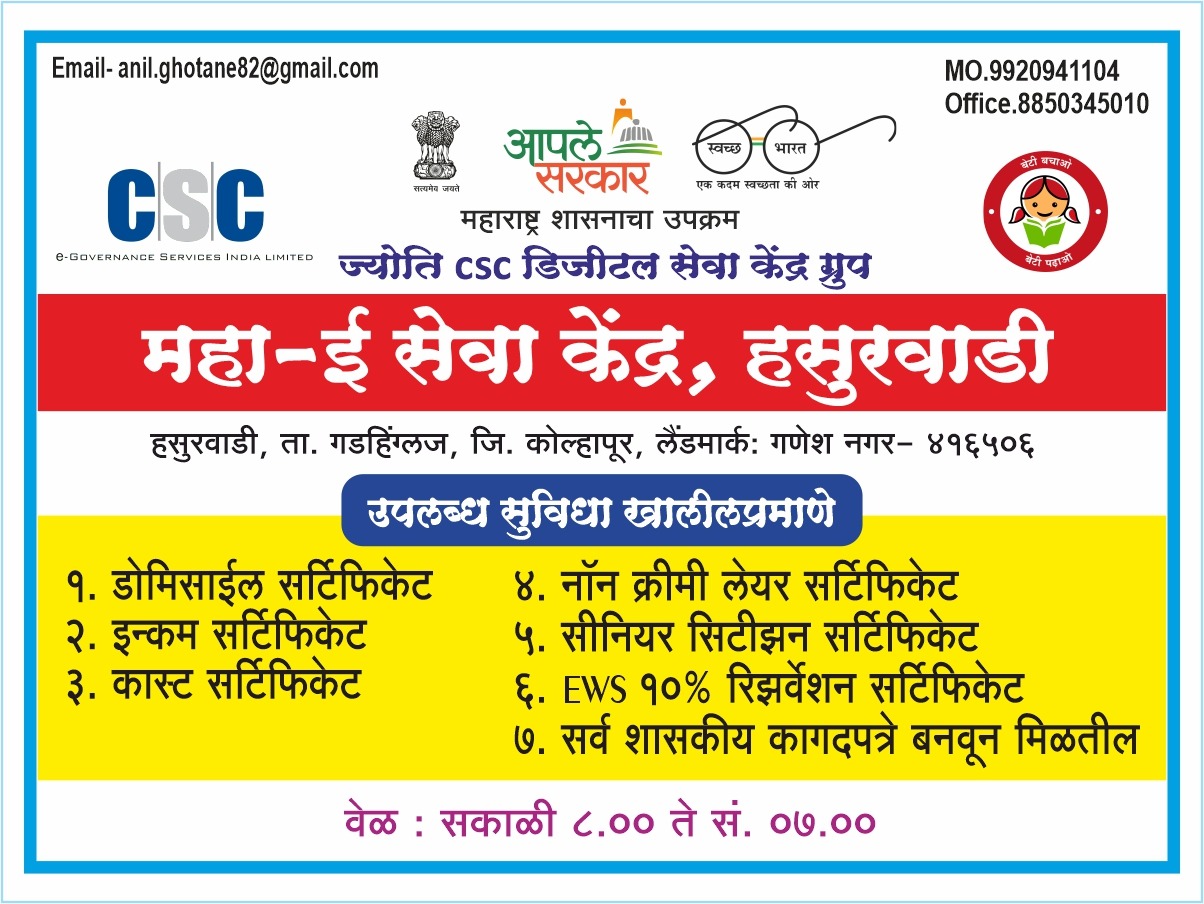 Email- anil.ghotane82@gmail.com
MO.9920941104
Office.8850345010
सत्यमेव जयते
आपले
सरकार
स्वच्छ भारत
एक कदम स्वच्छता की ओर
CSC
e-Governance Services India Limited
बेटी बचाओ
बेटी पढ़ाओ
महाराष्ट्र शासनाचा उपक्रम
ज्योति CSC डिजीटल सेवा केंद्र ग्रुप
महा-ई सेवा केंद्र, हसुरवाडी
हसुरवाडी, ता. गडहिंग्लज, जि. कोल्हापूर, लैंडमार्क: गणेश नगर- ४१६५०६
उपलब्ध सुविधा खालीलप्रमाणे
१. डोमिसाईल सर्टिफिकेट
२. इन्कम सर्टिफिकेट
३. कास्ट सर्टिफिकेट
४. नॉन क्रीमी लेयर सर्टिफिकेट
५. सीनियर सिटीझन सर्टिफिकेट
६. EWS १०% रिझर्वेशन सर्टिफिकेट
७. सर्व शासकीय कागदपत्रे बनवून मिळतील
वेळ : सकाळी ८.०० ते सं. ०७.००